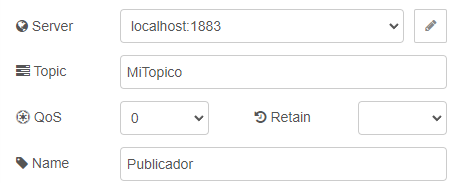 Server localhost:1883
Topic MiTopico
QoS 0 Retain
Name Publicador